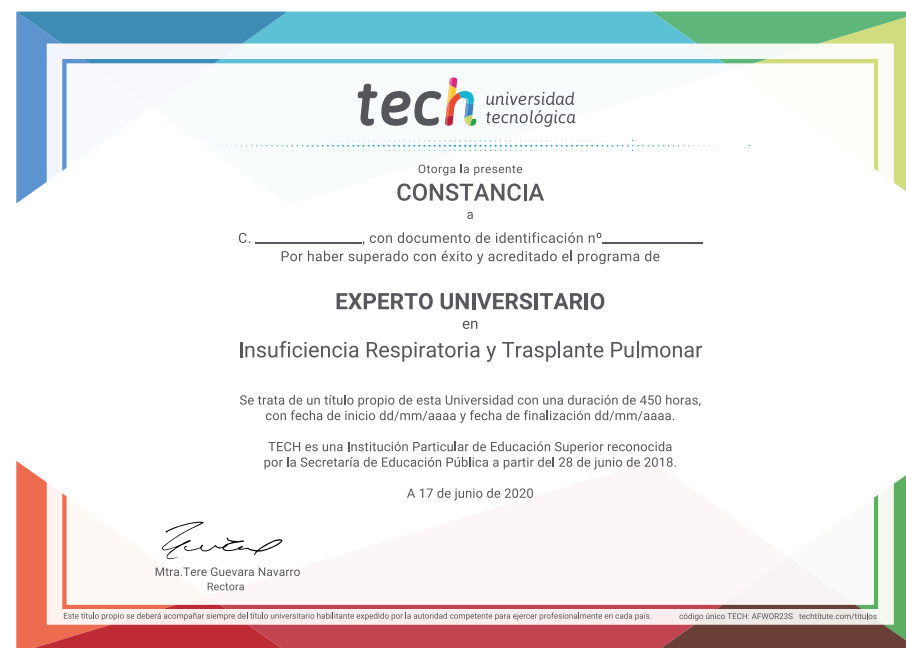 tech universidad
tecnológica
Otorga la presente
CONSTANCIA
a
C. ____________, con documento de identificación nº____________
Por haber superado con éxito y acreditado el programa de
EXPERTO UNIVERSITARIO
en
Insuficiencia Respiratoria y Trasplante Pulmonar
Se trata de un título propio de esta Universidad con una duración de 450 horas,
con fecha de inicio dd/mm/aaaa y fecha de finalización dd/mm/aaaa.
TECH es una Institución Particular de Educación Superior reconocida
por la Secretaría de Educación Pública a partir del 28 de junio de 2018.
A 17 de junio de 2020
Mtra.Tere Guevara Navarro
Rectora
Este título propio se deberá acompañar siempre del título universitario habilitante expedido por la autoridad competente para ejercer profesionalmente en cada país. código único TECH: AFWOR23S techtitute.com/titulos